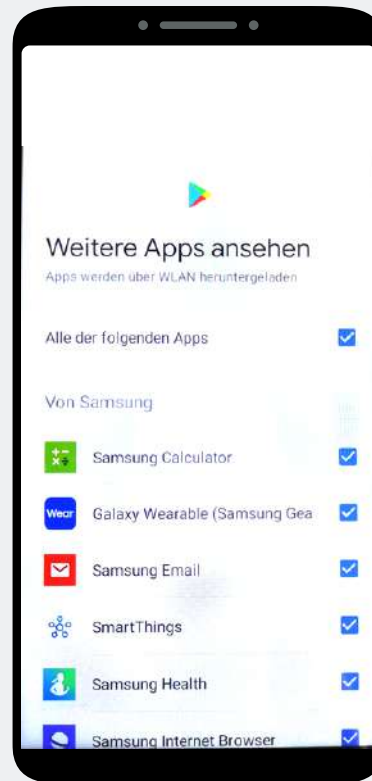 Weitere Apps ansehen
Apps werden über WLAN heruntergeladen
Alle der folgenden Apps
Von Samsung
Samsung Calculator
Wear
Galaxy Wearable (Samsung Gea
Samsung Email
SmartThings
Samsung Health
Samsung Internet Browser